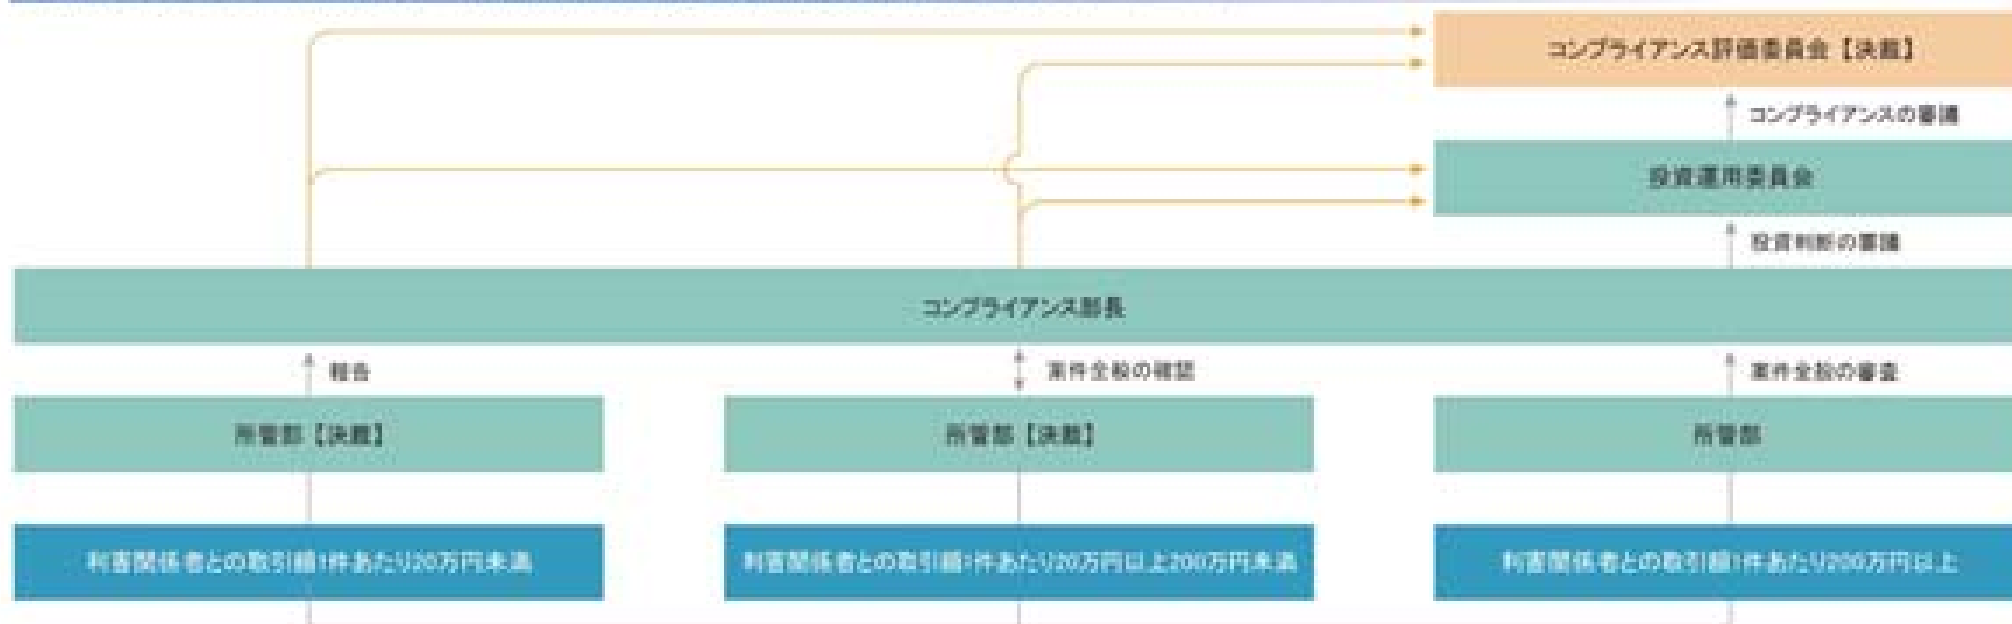 コンプライアンス評価委員会【決裁】
コンプライアンスの審議
投資運用委員会
投資判断の審議
コンプライアンス部長
報告
案件全般の確認
案件全般の審査
所管部【決裁】
所管部【決裁】
所管部
利害関係者との取引額1件あたり20万円未満
利害関係者との取引額1件あたり20万円以上200万円未満
利害関係者との取引額1件あたり200万円以上